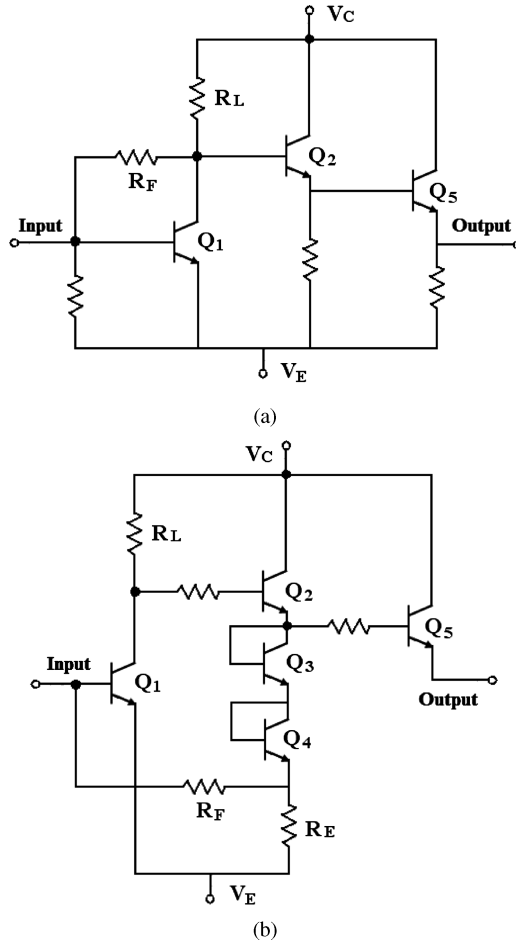 VC
RL
Q2
RF
Q5
Input
Q1
Output
VE
(a)
VC
RL
Q2
Q5
Input
Q3
Q1
Output
Q4
RF
RE
VE
(b)